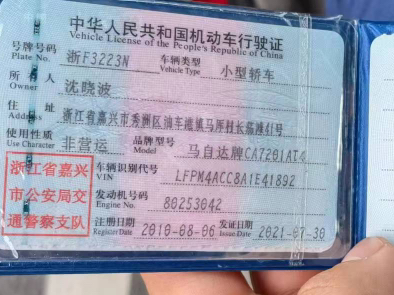 中华人民共和国机动车行驶证
Vehicle License of the People's Republic of China
号牌号码 Plate No. 浙F3223N 车辆类型 Vehicle Type 小型轿车
所有人 Owner 沈晓波
住址 Address 浙江省嘉兴市秀洲区油车港镇马厍村长
使用性质 Use Character 非营运 品牌型号 Model 马自达牌CA7201AT4
浙江省嘉兴市公安局交通警察支队
车辆识别代号 VIN LFPM4ACC8A1E41892
发动机号码 Engine No. 80253042
注册日期 Register Date 2010-08-06 发证日期 Issue Date 2021-07-30